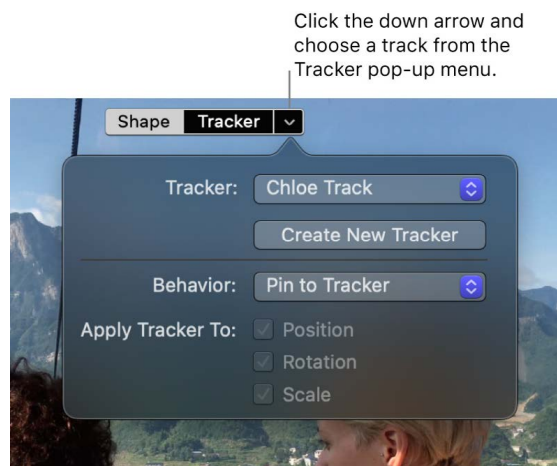 Click the down arrow and
choose a track from the
Tracker pop-up menu.
Shape Tracker
Tracker: Chloe Track
Create New Tracker
Behavior: Pin to Tracker
Apply Tracker To: Position
Rotation
Scale